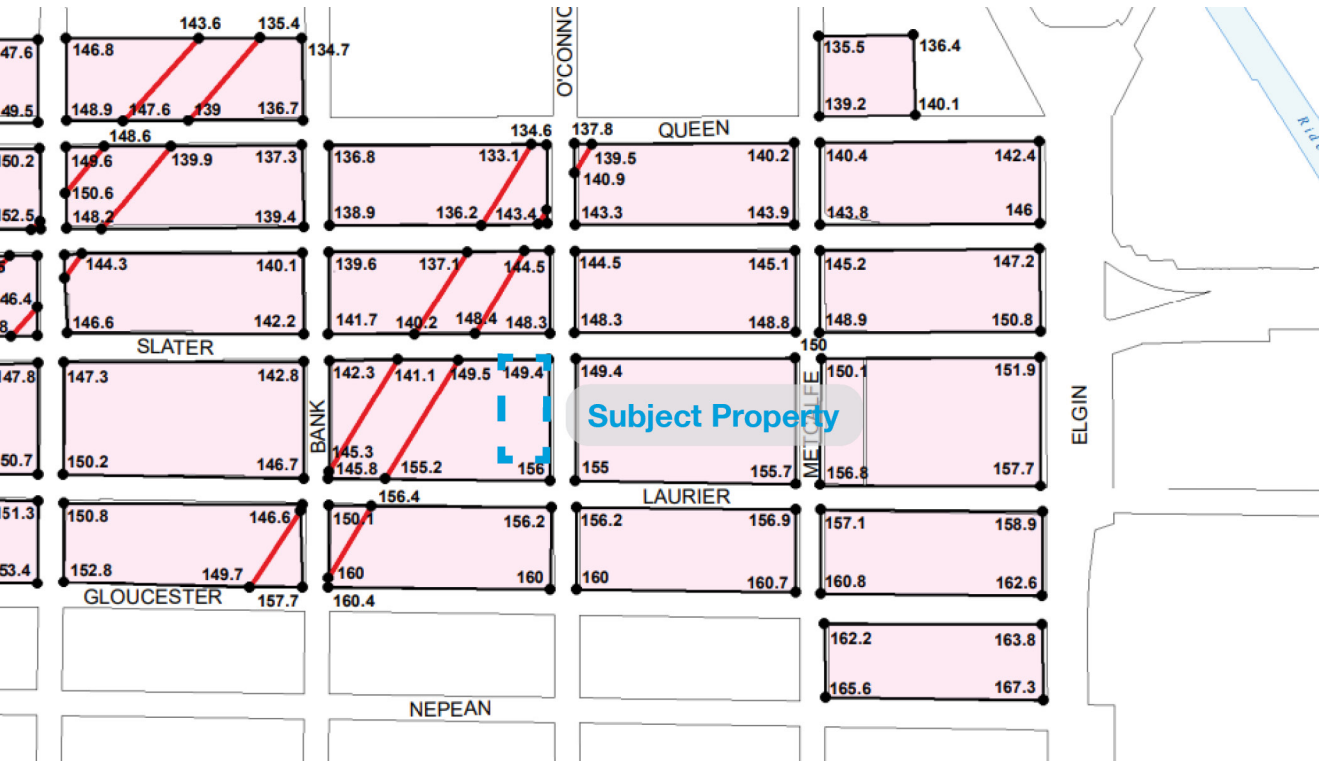 143.6 135.4
47.6 146.8 134.7 O'CONNO 135.5 136.4
49.5 148.9 147.6 139 136.7 139.2 140.1
148.6 134.6 137.8 QUEEN
50.2 149.6 139.9 137.3 136.8 133.1 139.5 140.2 140.4 142.4
150.6 140.9
52.5 148.2 139.4 138.9 136.2 143.4 143.3 143.9 143.8 146
144.3 140.1 139.6 137.1 144.5 144.5 145.1 145.2 147.2
46.4
8 146.6 142.2 141.7 140.2 148.4 148.3 148.3 148.8 148.9 150.8
SLATER 150
47.8 147.3 142.8 142.3 141.1 149.5 149.4 149.4 150.1 151.9
BANK Subject Property METCALFE ELGIN
145.3
50.7 150.2 146.7 145.8 155.2 156 155 155.7 156.8 157.7
156.4 LAURIER
51.3 150.8 146.6 150.1 156.2 156.2 156.9 157.1 158.9
53.4 152.8 149.7 160 160 160 160.7 160.8 162.6
GLOUCESTER 157.7 160.4
162.2 163.8
165.6 167.3
NEPEAN